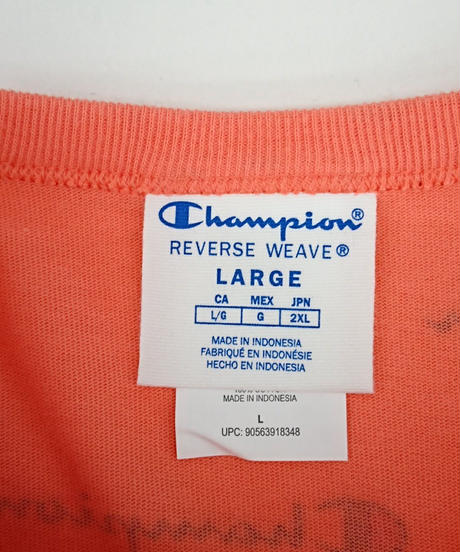 Champion®
REVERSE WEAVE®
LARGE
CA MEX JPN
L/G G 2XL
MADE IN INDONESIA
FABRIQUÉ EN INDONÉSIE
HECHO EN INDONESIA
MADE IN INDONESIA
L
UPC: 90563918348
Champion